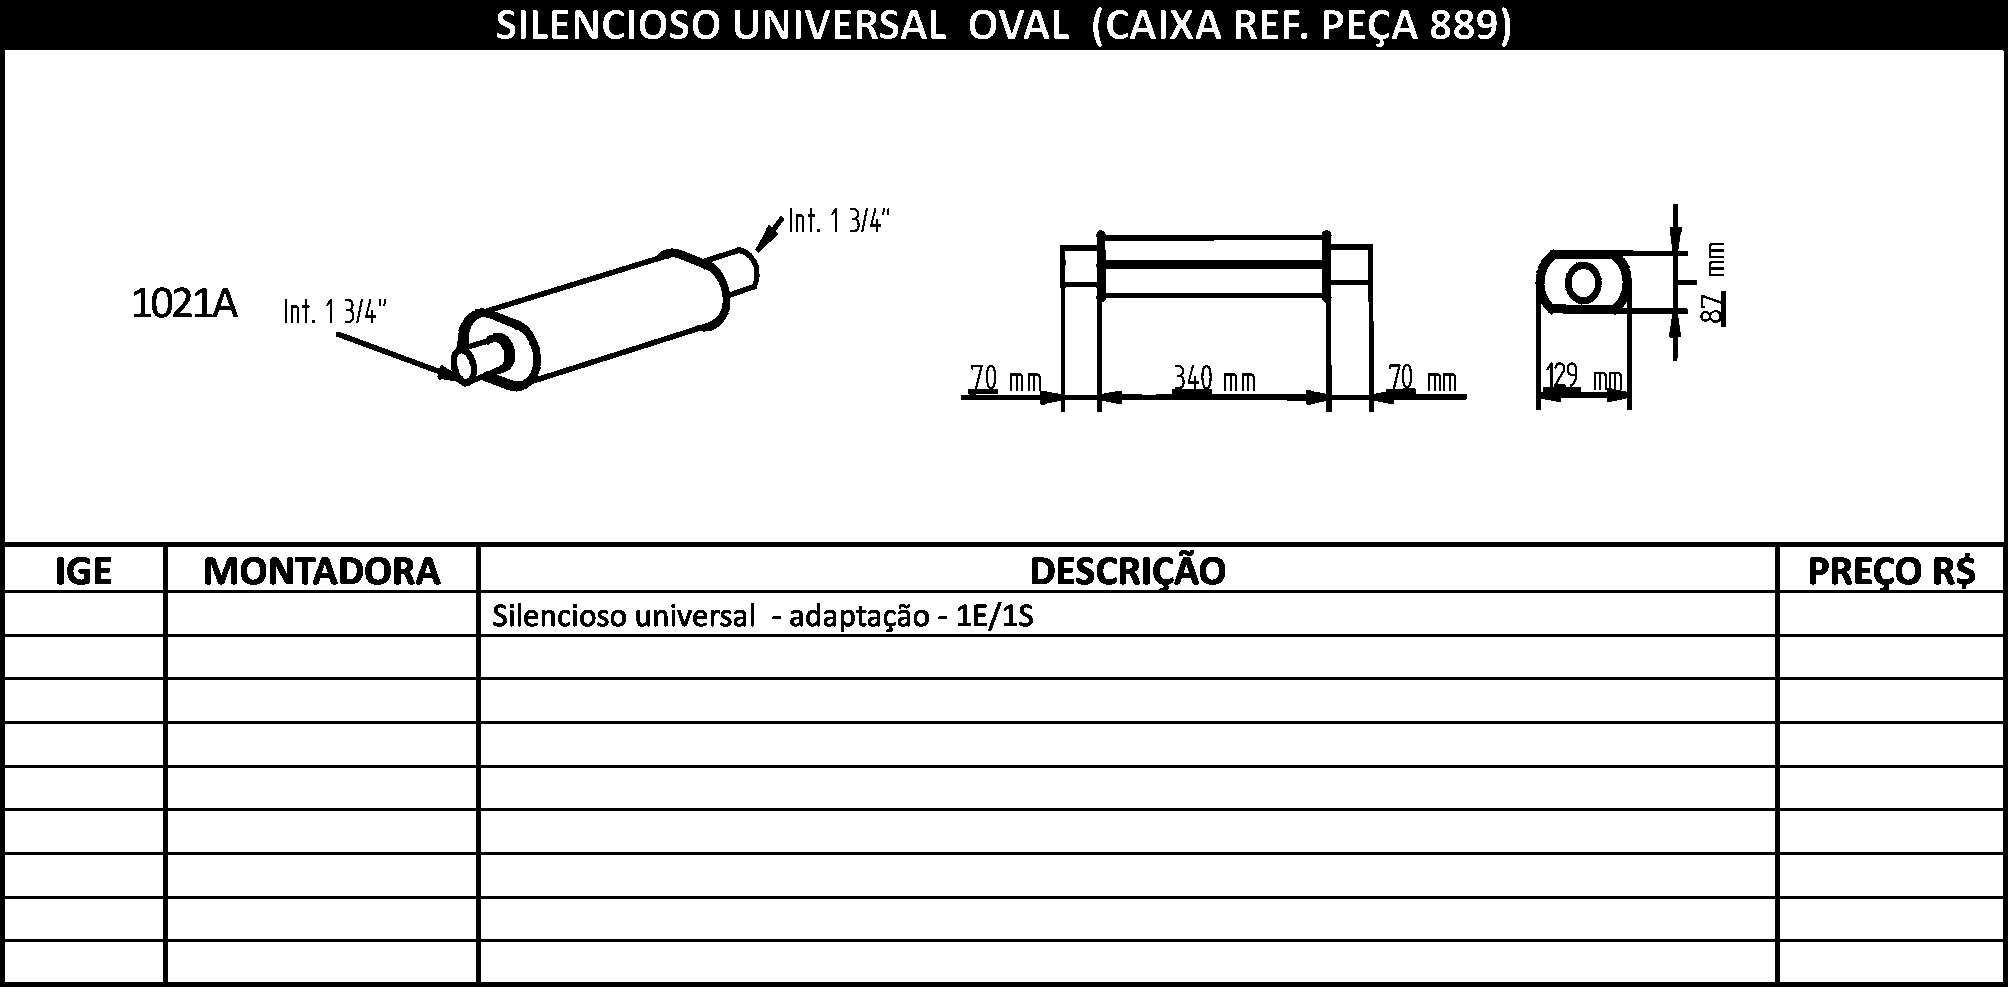 SILENCIOSO UNIVERSAL OVAL (CAIXA REF. PEÇA 889)
Int. 1 3/4"
1021A
Int. 1 3/4"
70 mm
340 mm
70 mm
129 mm
87 mm
IGE MONTADORA DESCRIÇÃO PREÇO R$
Silencioso universal - adaptação - 1E/1S